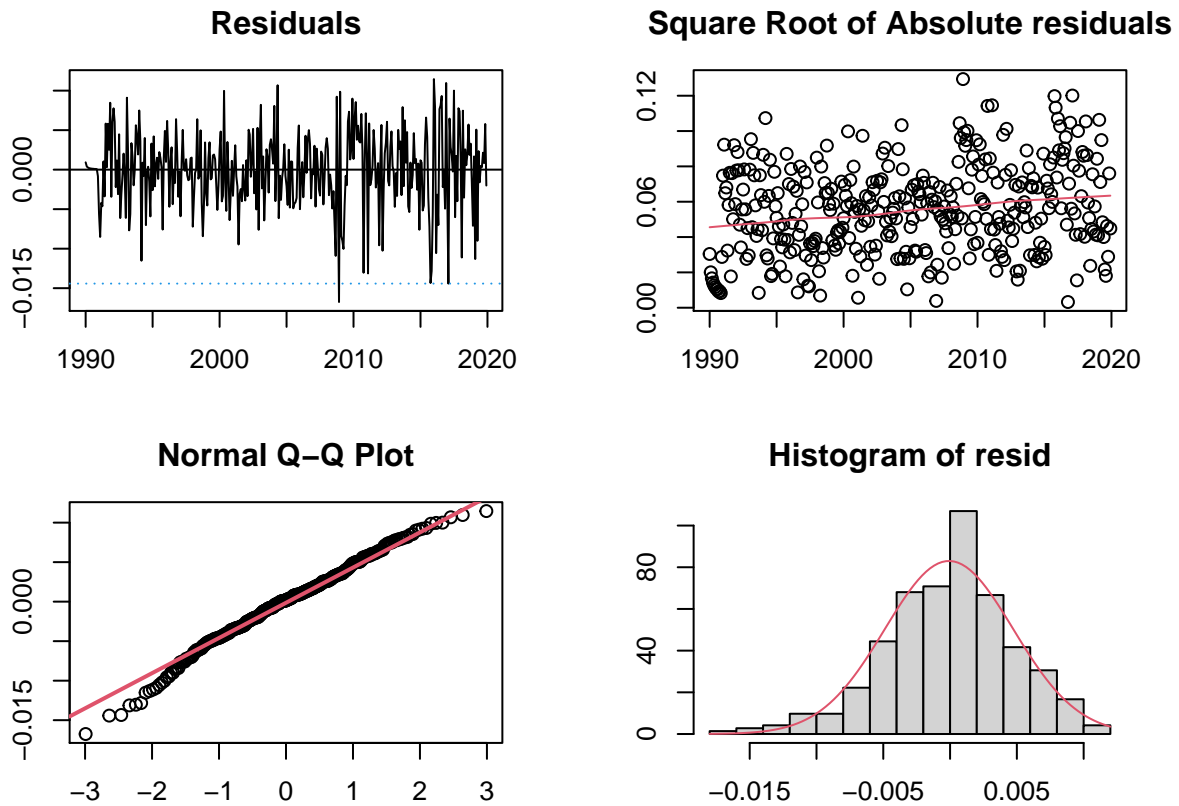 Residuals
0.000
−0.015
1990 2000 2010 2020
Square Root of Absolute residuals
0.12
0.06
0.00
1990 2000 2010 2020
Normal Q−Q Plot
0.000
−0.015
−3 −2 −1 0 1 2 3
Histogram of resid
80
40
0
−0.015 −0.005 0.005